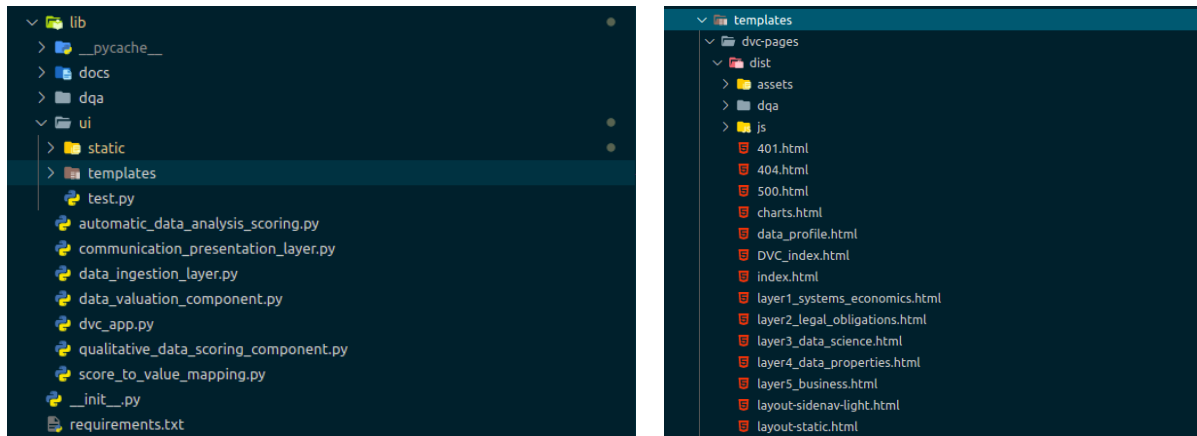 lib
__pycache__
docs
dqa
ui
static
templates
test.py
automatic_data_analysis_scoring.py
communication_presentation_layer.py
data_ingestion_layer.py
data_valuation_component.py
dvc_app.py
qualitative_data_scoring_component.py
score_to_value_mapping.py
__init__.py
requirements.txt
templates
dvc-pages
dist
assets
dqa
js
401.html
404.html
500.html
charts.html
data_profile.html
DVC_index.html
index.html
layer1_systems_economics.html
layer2_legal_obligations.html
layer3_data_science.html
layer4_data_properties.html
layer5_business.html
layout-sidenav-light.html
layout-static.html